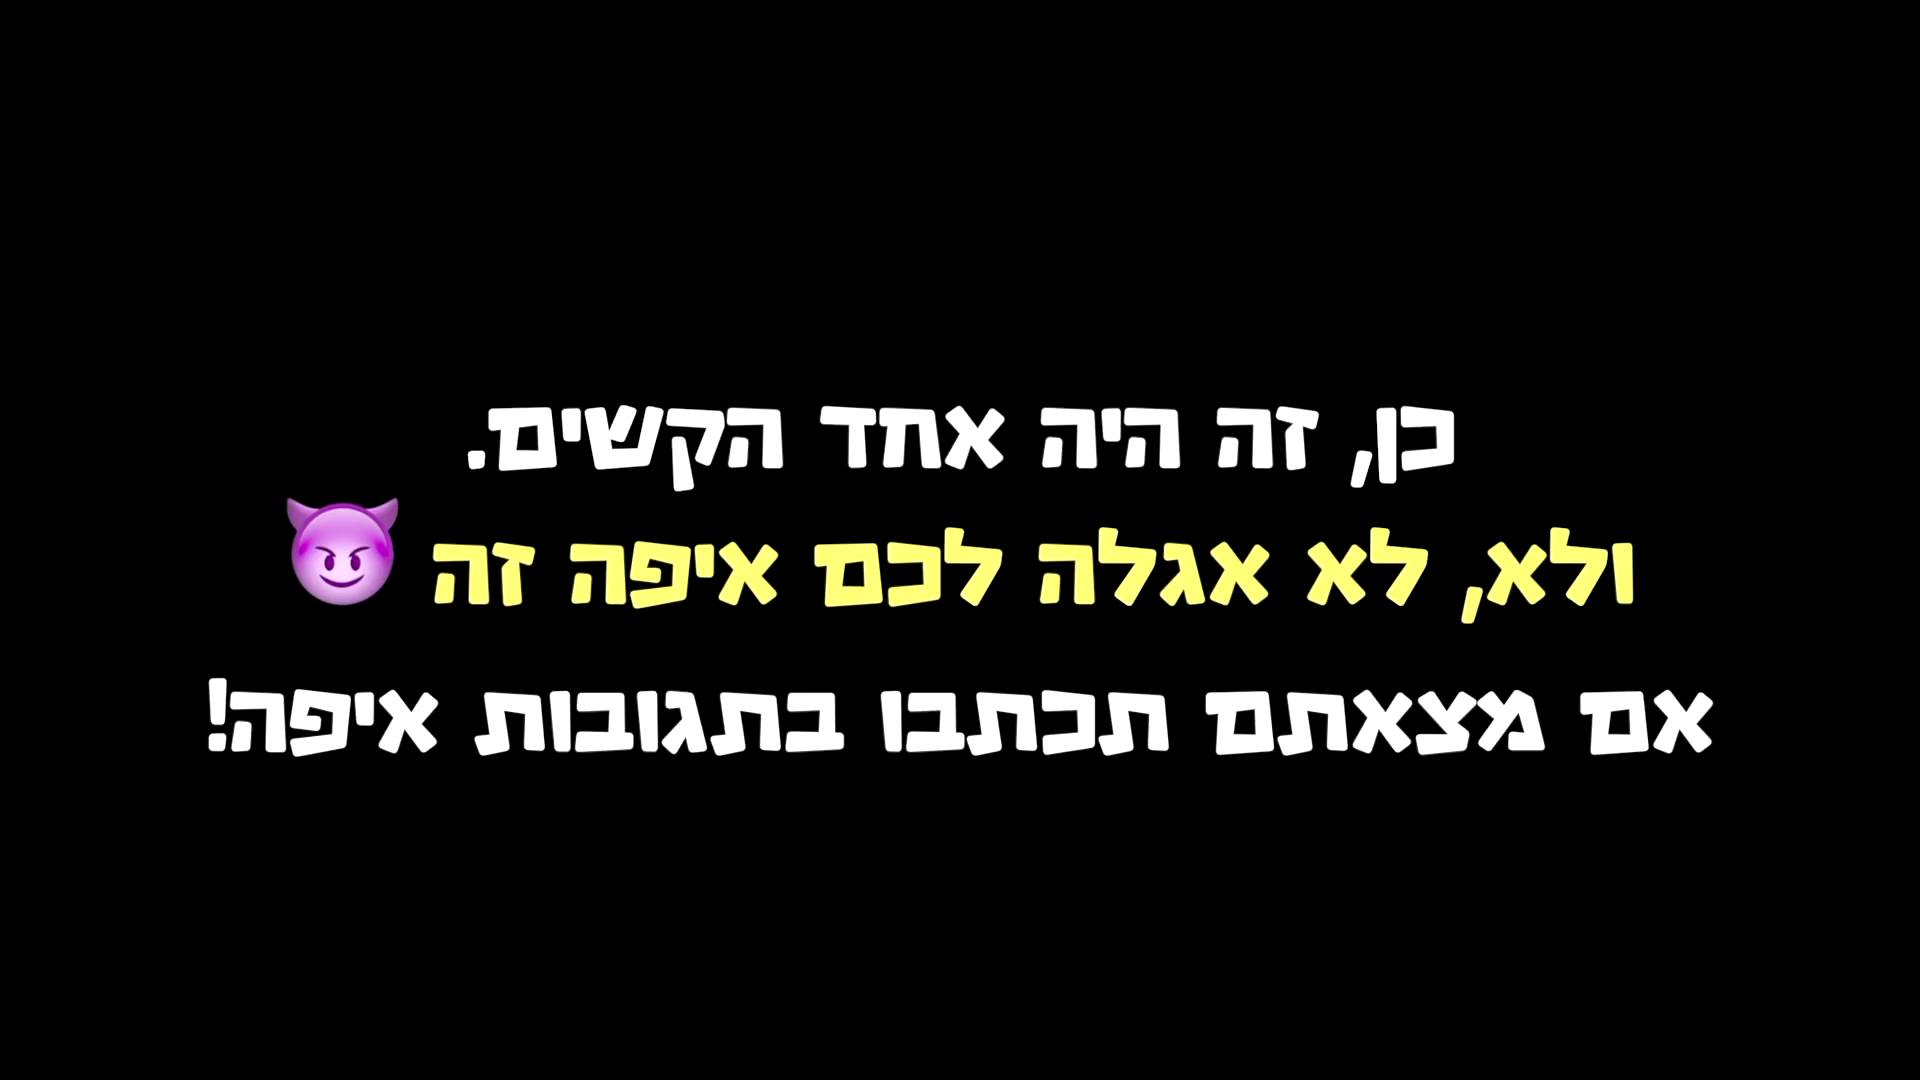 כן, זה היה אחד הקשים.
ולא, לא אגלה לכם איפה זה 😈
אם מצאתם תכתבו בתגובות איפה!